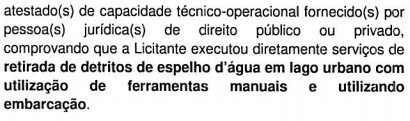 atestado(s) de capacidade técnico-operacional fornecido(s) por
pessoa(s) jurídica(s) de direito público ou privado,
comprovando que a Licitante executou diretamente serviços de
retirada de detritos de espelho d'água em lago urbano com
utilização de ferramentas manuais e utilizando
embarcação.